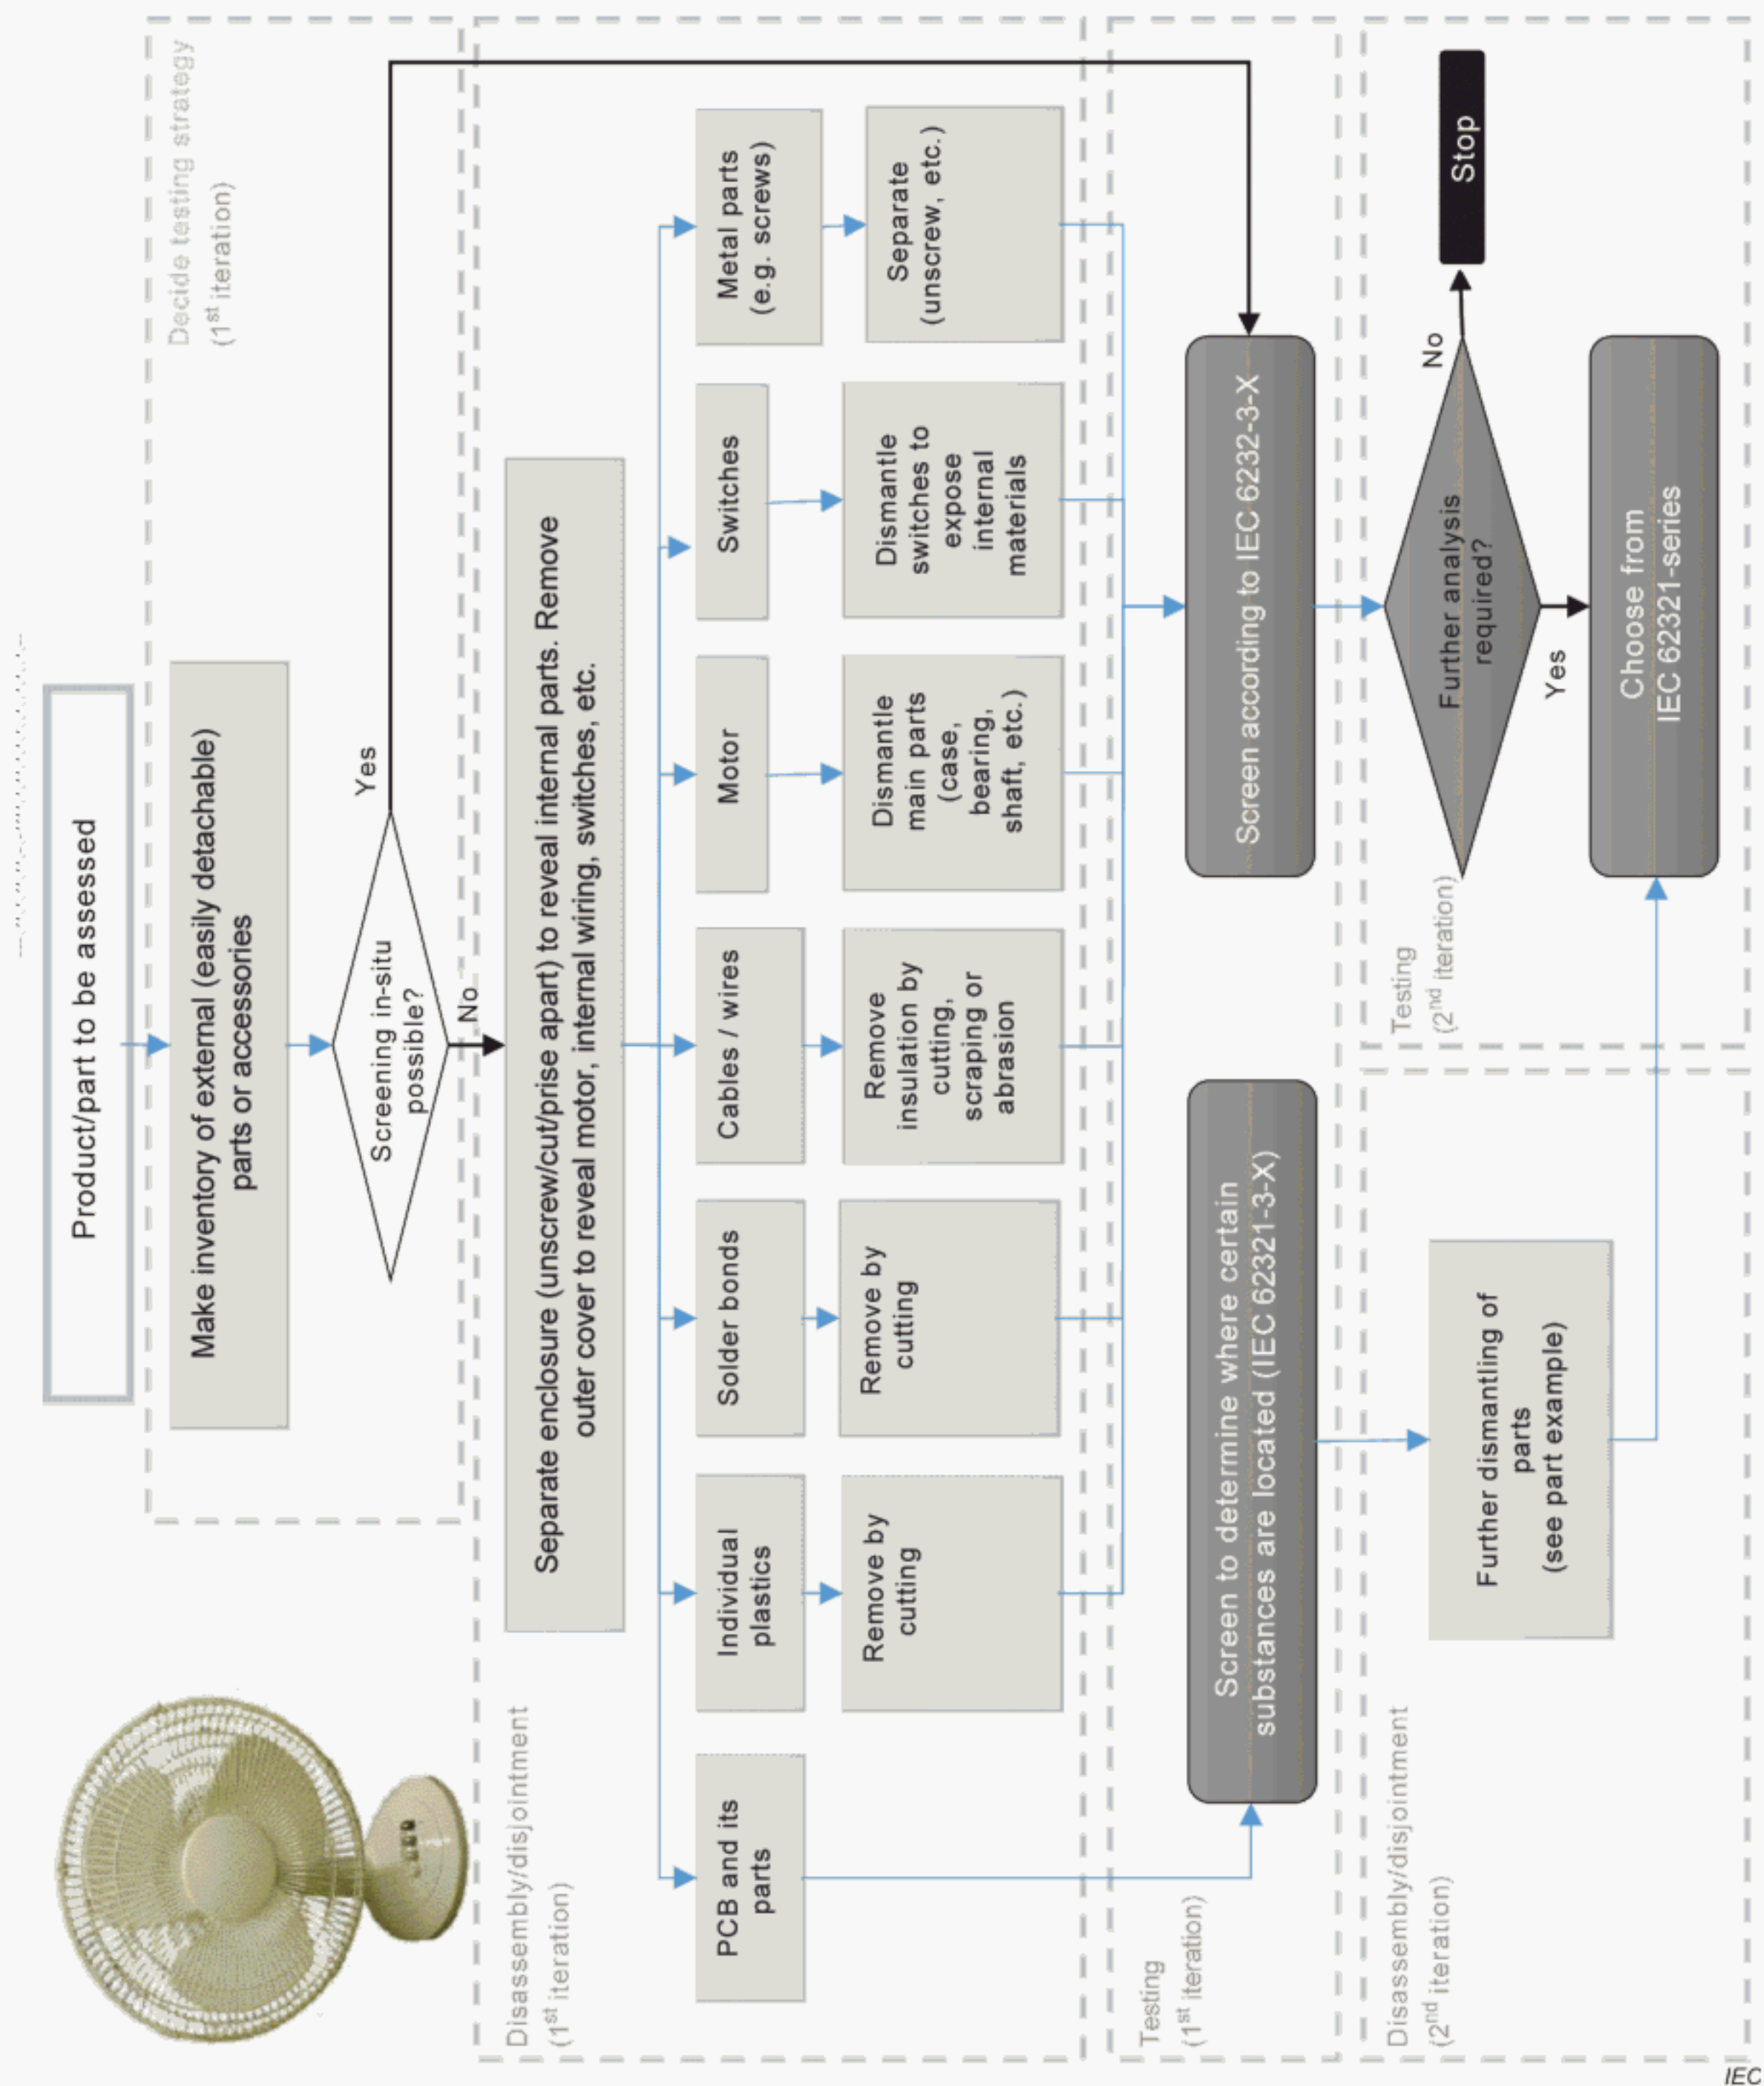 Product/part to be assessed
Decide testing strategy
(1st iteration)
Make inventory of external (easily detachable)
parts or accessories
Screening in-situ
possible?
Yes
No
Disassembly/disjointment
(1st iteration)
Separate enclosure (unscrew/cut/prise apart) to reveal internal parts. Remove
outer cover to reveal motor, internal wiring, switches, etc.
PCB and its
parts
Individual
plastics
Solder bonds
Cables / wires
Motor
Switches
Metal parts
(e.g. screws)
Remove by
cutting
Remove by
cutting
Remove
insulation by
cutting,
scraping or
abrasion
Dismantle
main parts
(case,
bearing,
shaft, etc.)
Dismantle
switches to
expose
internal
materials
Separate
(unscrew, etc.)
Testing
(1st iteration)
Screen to determine where certain
substances are located (IEC 62321-3-X)
Screen according to IEC 6232-3-X
Disassembly/disjointment
(2nd iteration)
Further dismantling of
parts
(see part example)
Testing
(2nd iteration)
Further analysis
required?
No
Stop
Yes
Choose from
IEC 62321-series
IEC